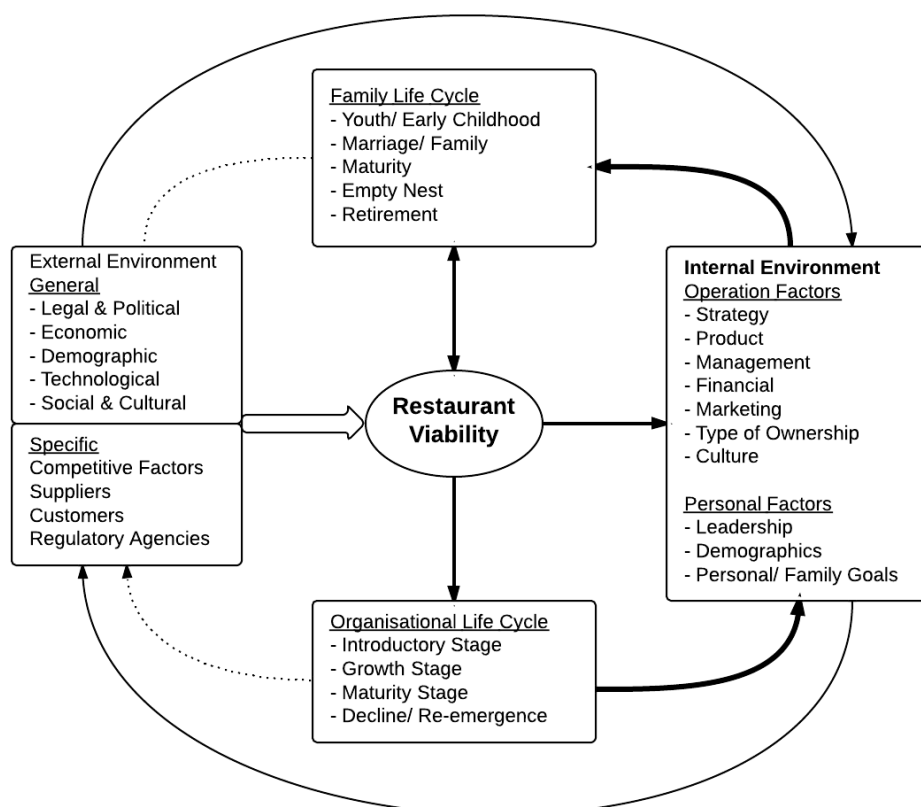 Family Life Cycle
- Youth/ Early Childhood
- Marriage/ Family
- Maturity
- Empty Nest
- Retirement
External Environment
General
- Legal & Political
- Economic
- Demographic
- Technological
- Social & Cultural
Specific
Competitive Factors
Suppliers
Customers
Regulatory Agencies
Restaurant
Viability
Internal Environment
Operation Factors
- Strategy
- Product
- Management
- Financial
- Marketing
- Type of Ownership
- Culture
Personal Factors
- Leadership
- Demographics
- Personal/ Family Goals
Organisational Life Cycle
- Introductory Stage
- Growth Stage
- Maturity Stage
- Decline/ Re-emergence